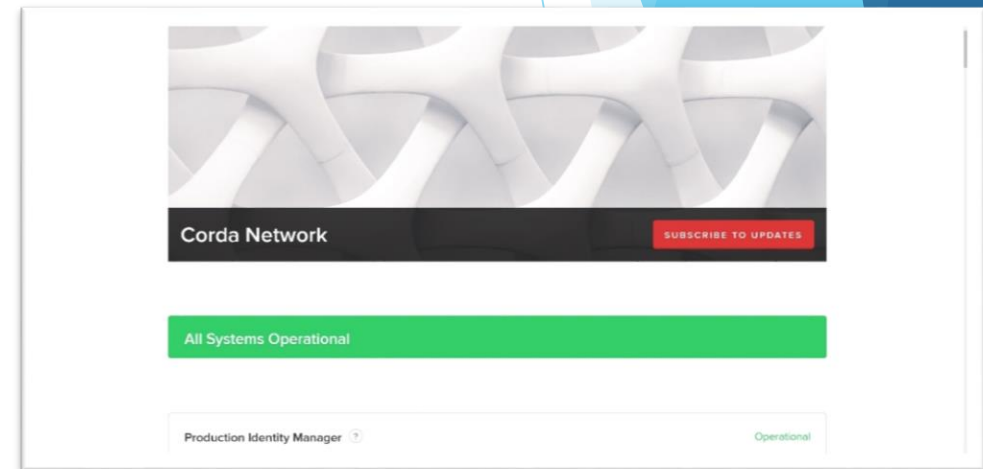 Corda Network
SUBSCRIBE TO UPDATES
All Systems Operational
Production Identity Manager ?
Operational